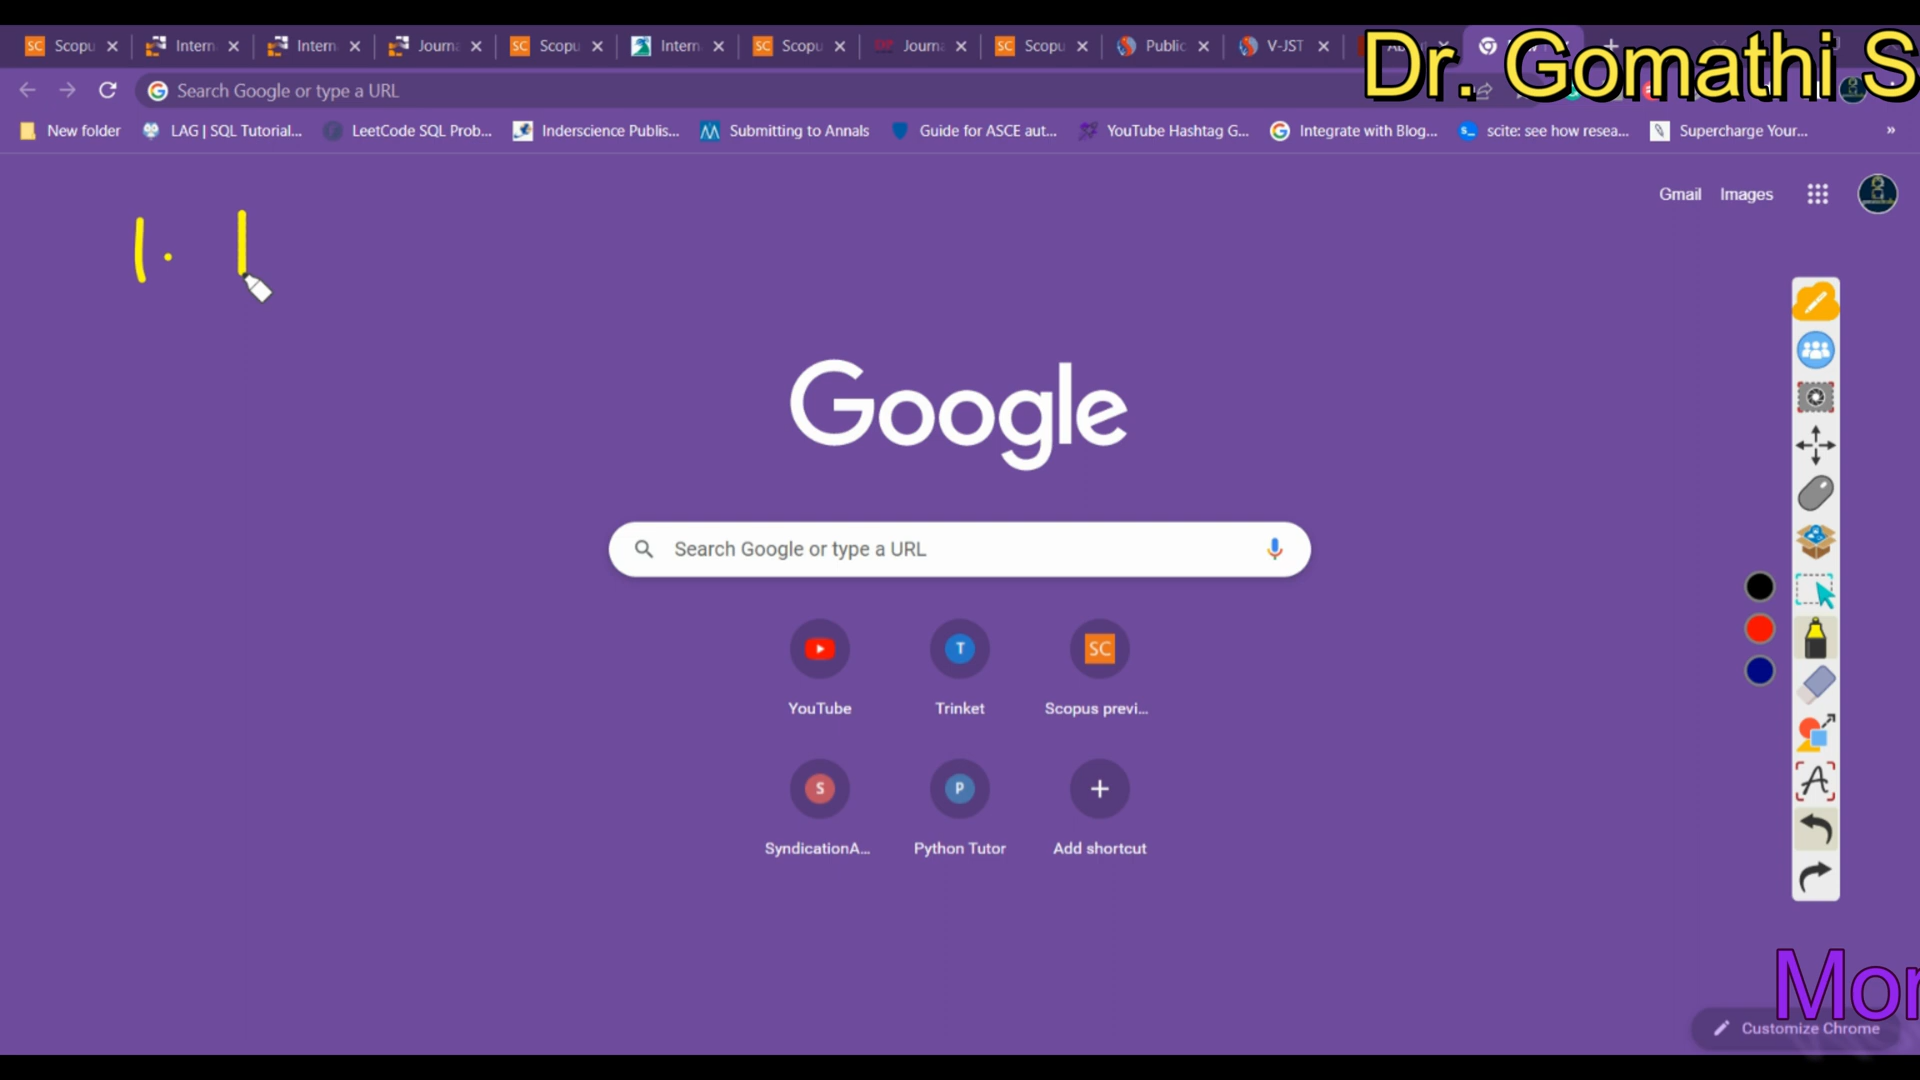 Scopu Intern Intern Journa Scopu Intern Scopu Journa Scopu Public V-JST
Dr. Gomathi S
Search Google or type a URL
New folder LAG | SQL Tutorial... LeetCode SQL Prob... Inderscience Publis... Submitting to Annals Guide for ASCE aut... YouTube Hashtag G... Integrate with Blog... scite: see how resea... Supercharge Your... »
Gmail Images
1.
Google
Search Google or type a URL
YouTube Trinket Scopus previ...
SyndicationA... Python Tutor Add shortcut
Mor
Customize Chrome